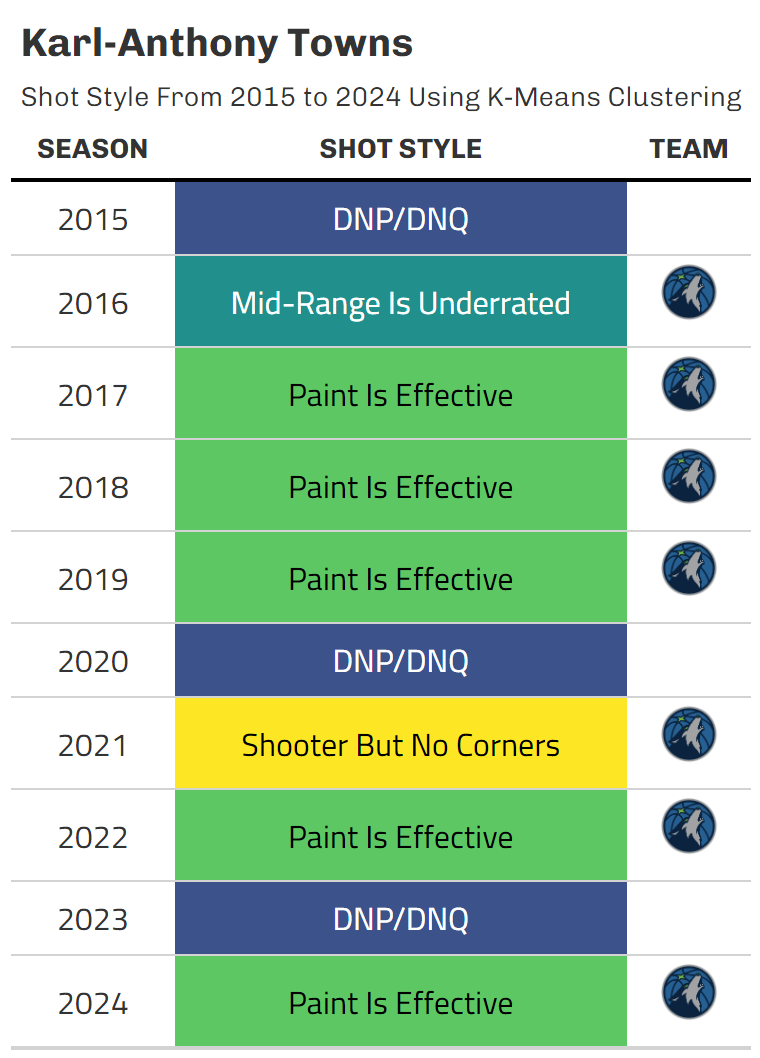 Karl-Anthony Towns
Shot Style From 2015 to 2024 Using K-Means Clustering
SEASON SHOT STYLE TEAM
2015 DNP/DNQ
2016 Mid-Range Is Underrated
2017 Paint Is Effective
2018 Paint Is Effective
2019 Paint Is Effective
2020 DNP/DNQ
2021 Shooter But No Corners
2022 Paint Is Effective
2023 DNP/DNQ
2024 Paint Is Effective